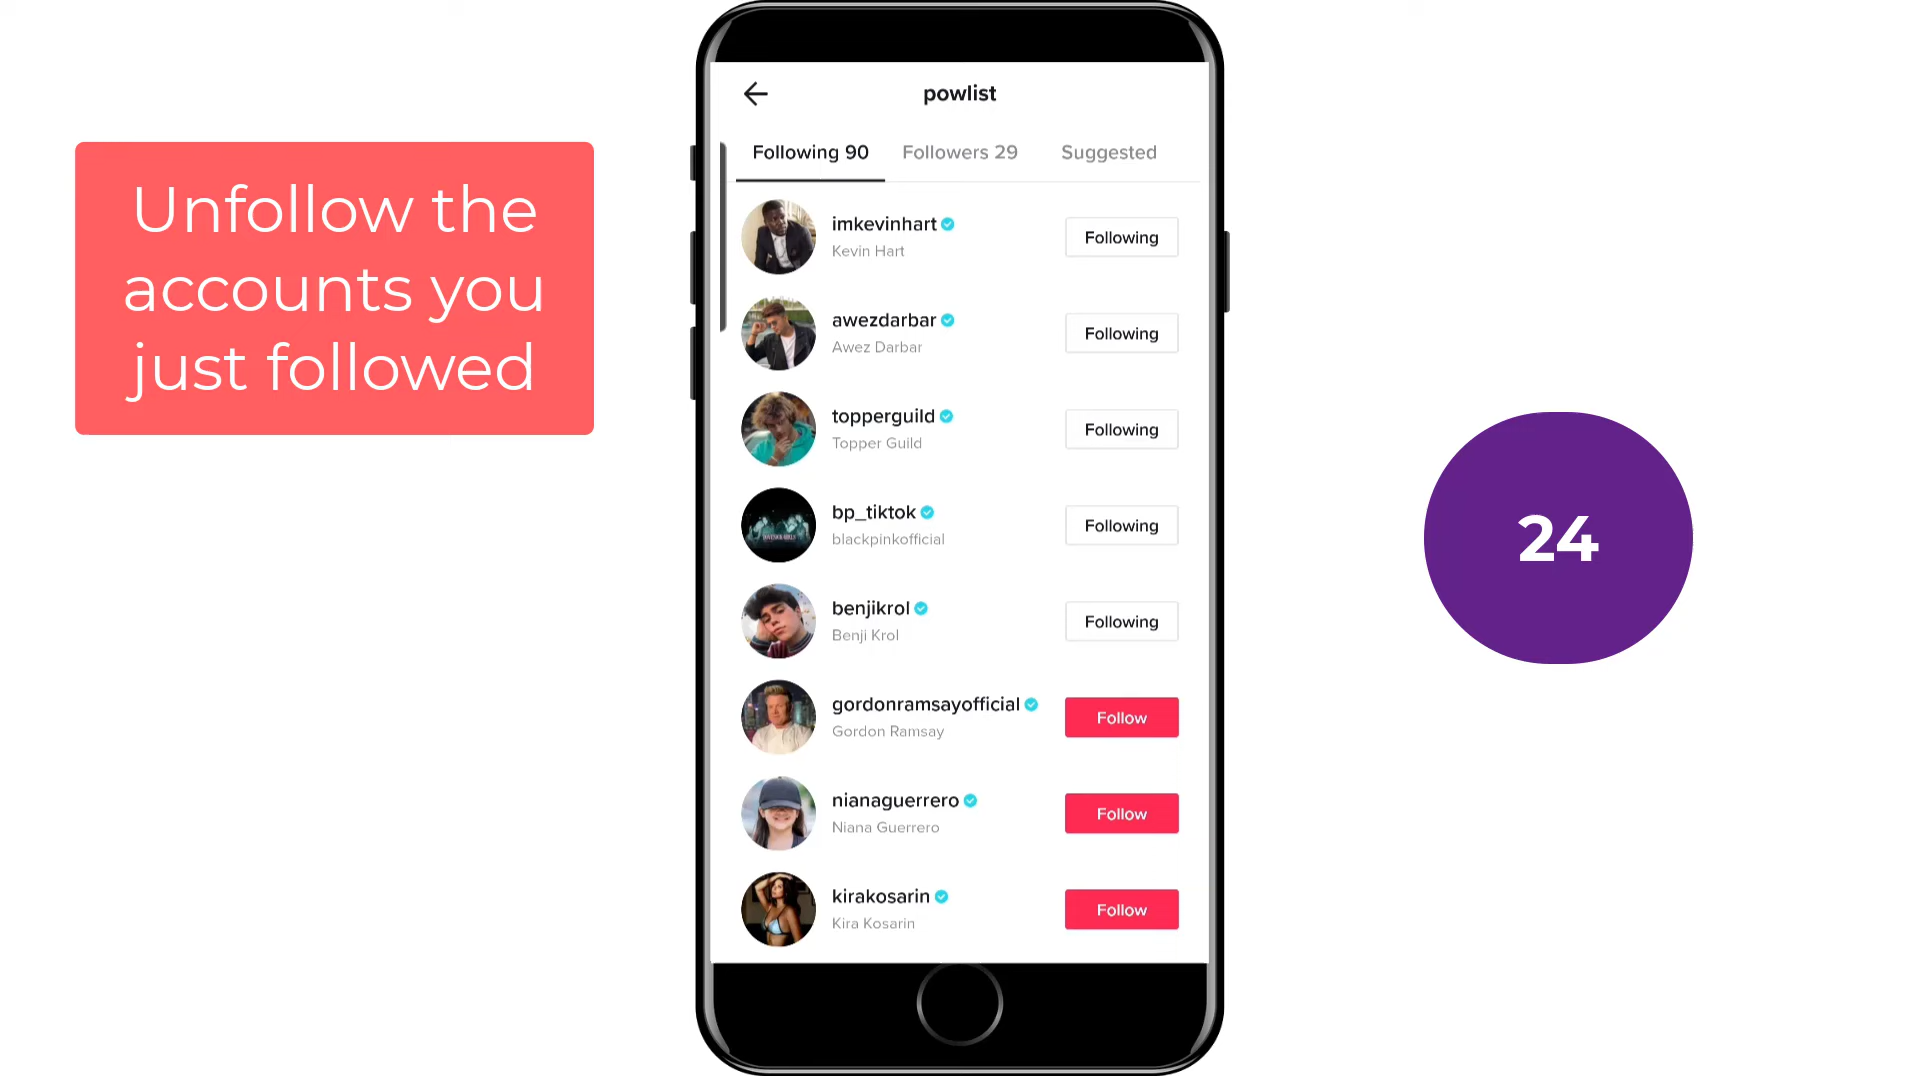 Unfollow the
accounts you
just followed
powlist
Following 90
Followers 29
Suggested
imkevinhart
Kevin Hart
Following
awezdarbar
Awez Darbar
Following
topperguild
Topper Guild
Following
bp_tiktok
blackpinkofficial
Following
benjikrol
Benji Krol
Following
gordonramsayofficial
Gordon Ramsay
Follow
nianaguerrero
Niana Guerrero
Follow
kirakosarin
Kira Kosarin
Follow
24